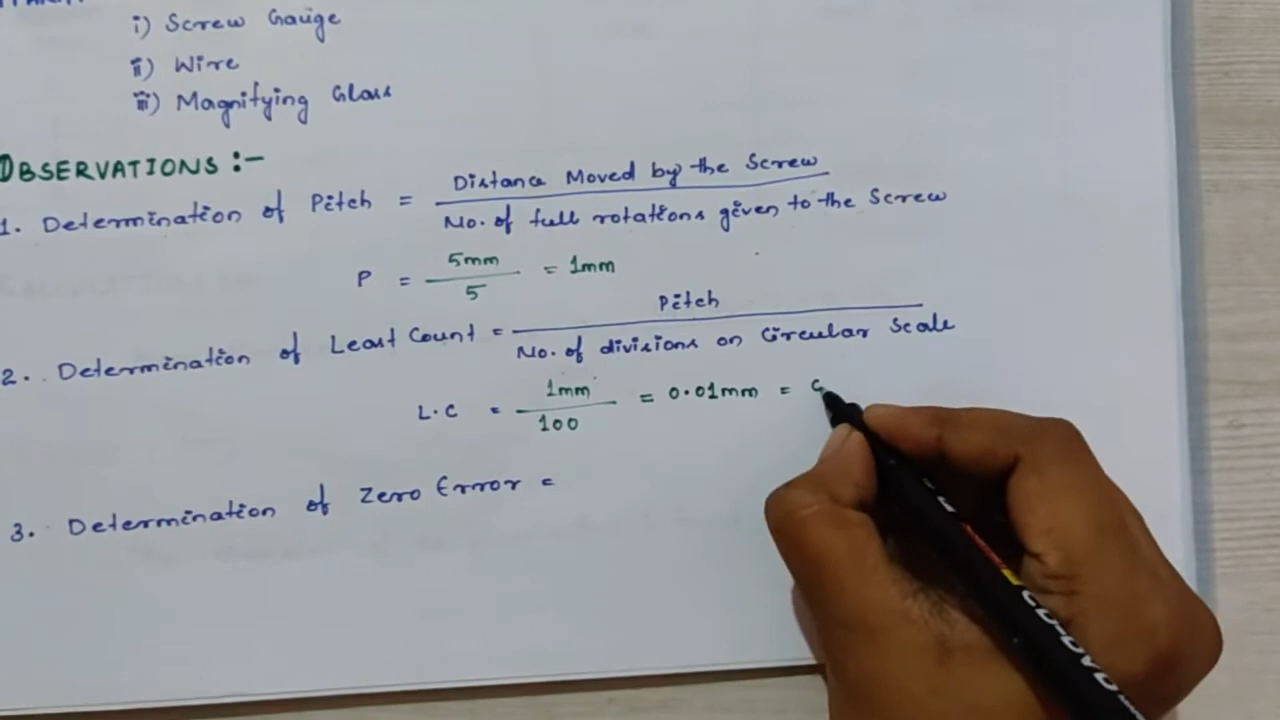 i) Screw Gauge
ii) Wire
iii) Magnifying Glass
OBSERVATIONS :-
1. Determination of Pitch = Distance Moved by the Screw
No. of full rotations given to the Screw
P = 5mm / 5 = 1mm
2. Determination of Least Count = Pitch
No. of divisions on Circular Scale
L.C = 1mm / 100 = 0.01mm =
3. Determination of Zero Error =
CD-DVD